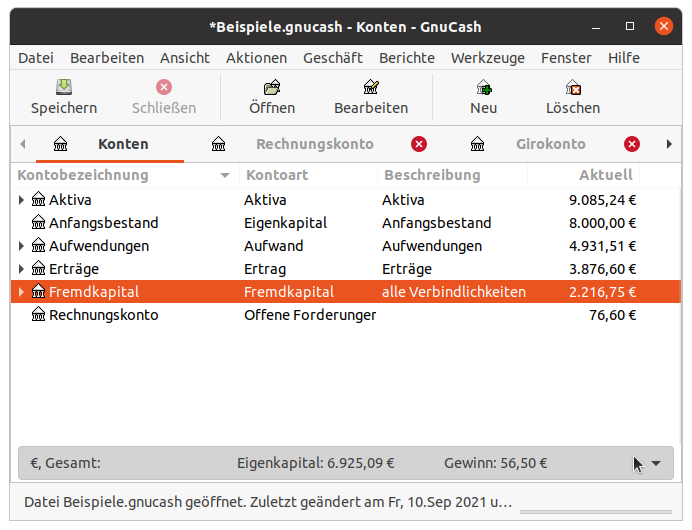 *Beispiele.gnucash - Konten - GnuCash
Datei Bearbeiten Ansicht Aktionen Geschäft Berichte Werkzeuge Fenster Hilfe
Speichern Schließen Öffnen Bearbeiten Neu Löschen
Konten Rechnungskonto Girokonto
Kontobezeichnung Kontoart Beschreibung Aktuell
Aktiva Aktiva Aktiva 9.085,24 €
Anfangsbestand Eigenkapital Anfangsbestand 8.000,00 €
Aufwendungen Aufwand Aufwendungen 4.931,51 €
Erträge Ertrag Erträge 3.876,60 €
Fremdkapital Fremdkapital alle Verbindlichkeiten 2.216,75 €
Rechnungskonto Offene Forderunger 76,60 €
€, Gesamt: Eigenkapital: 6.925,09 € Gewinn: 56,50 €
Datei Beispiele.gnucash geöffnet. Zuletzt geändert am Fr, 10.Sep 2021 u…